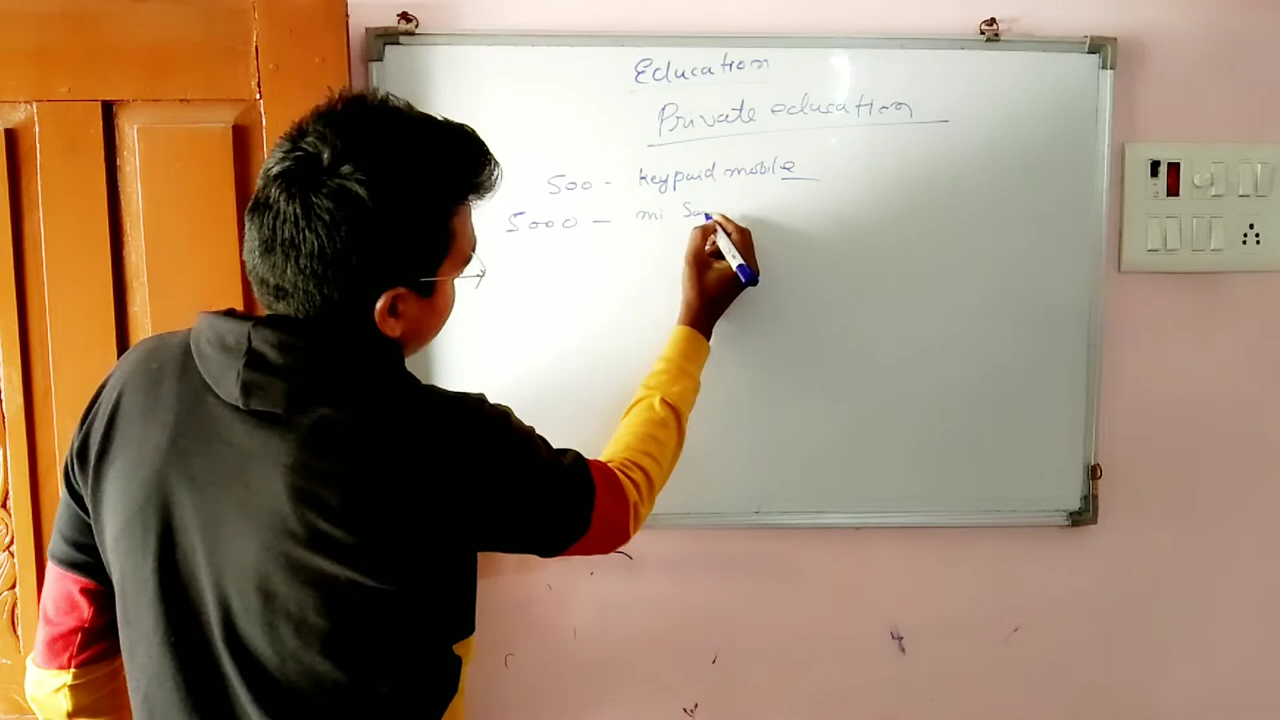 Education
Private education
500 - keypaid mobile
5000 - mi